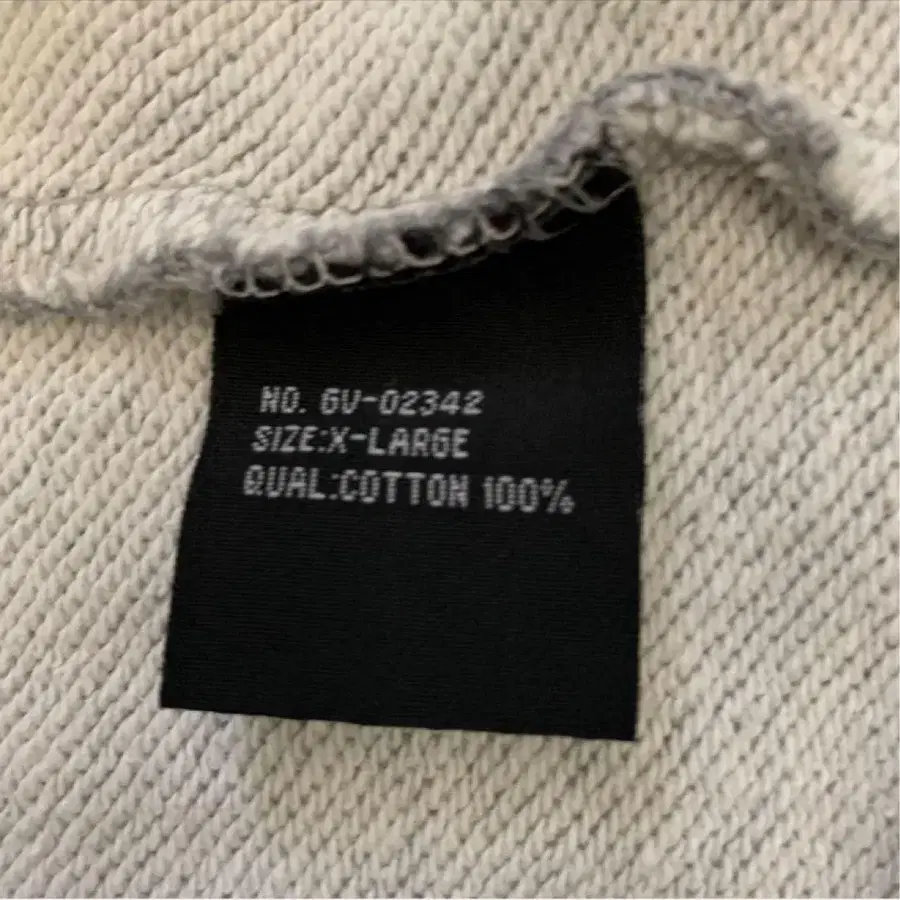 NO. GV-02342
SIZE:X-LARGE
QUAL:COTTON 100%